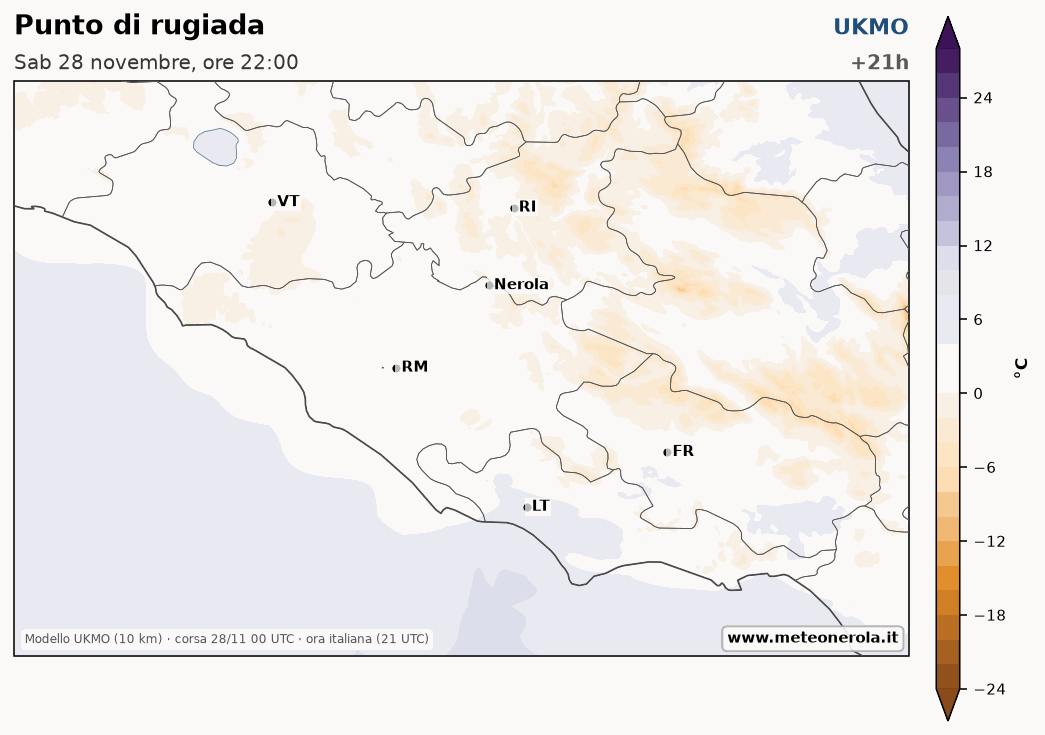 Punto di rugiada
UKMO
Sab 28 novembre, ore 22:00
+21h
VT
RI
Nerola
RM
FR
LT
24
18
12
6
0
−6
−12
−18
−24
°C
Modello UKMO (10 km) · corsa 28/11 00 UTC · ora italiana (21 UTC)
www.meteonerola.it